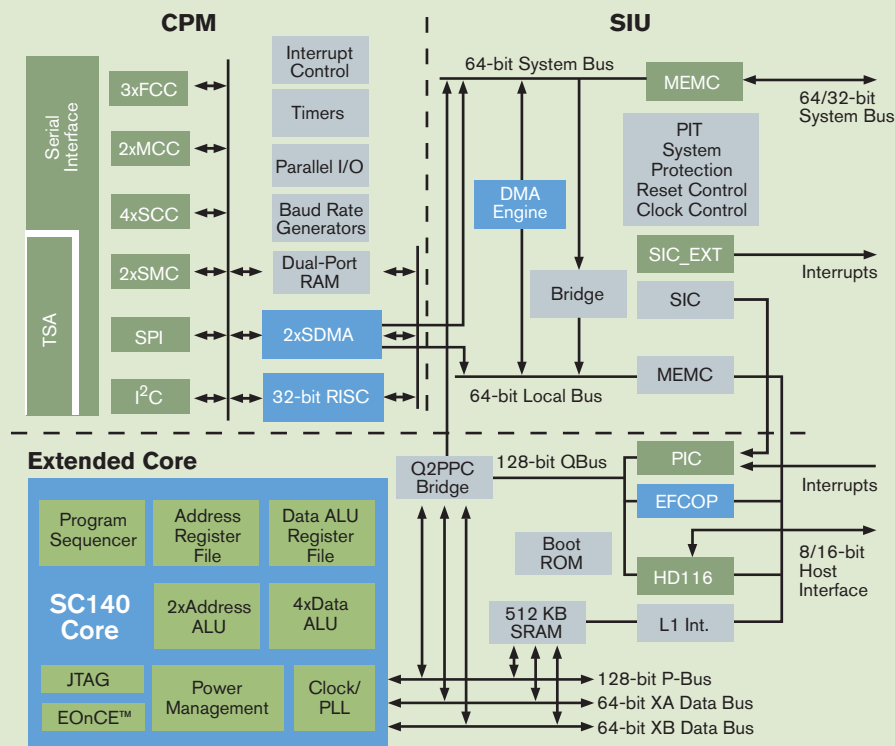 CPM
SIU
Serial Interface
TSA
3xFCC
2xMCC
4xSCC
2xSMC
SPI
I²C
Interrupt
Control
Timers
Parallel I/O
Baud Rate
Generators
Dual-Port
RAM
2xSDMA
32-bit RISC
64-bit System Bus
MEMC
64/32-bit
System Bus
PIT
System
Protection
Reset Control
Clock Control
DMA
Engine
Bridge
SIC_EXT
Interrupts
SIC
MEMC
64-bit Local Bus
Extended Core
Program
Sequencer
Address
Register
File
Data ALU
Register
File
SC140
Core
2xAddress
ALU
4xData
ALU
JTAG
EOnCE™
Power
Management
Clock/
PLL
Q2PPC
Bridge
128-bit QBus
PIC
Interrupts
EFCOP
8/16-bit
Host
Interface
HD116
Boot
ROM
512 KB
SRAM
L1 Int.
128-bit P-Bus
64-bit XA Data Bus
64-bit XB Data Bus